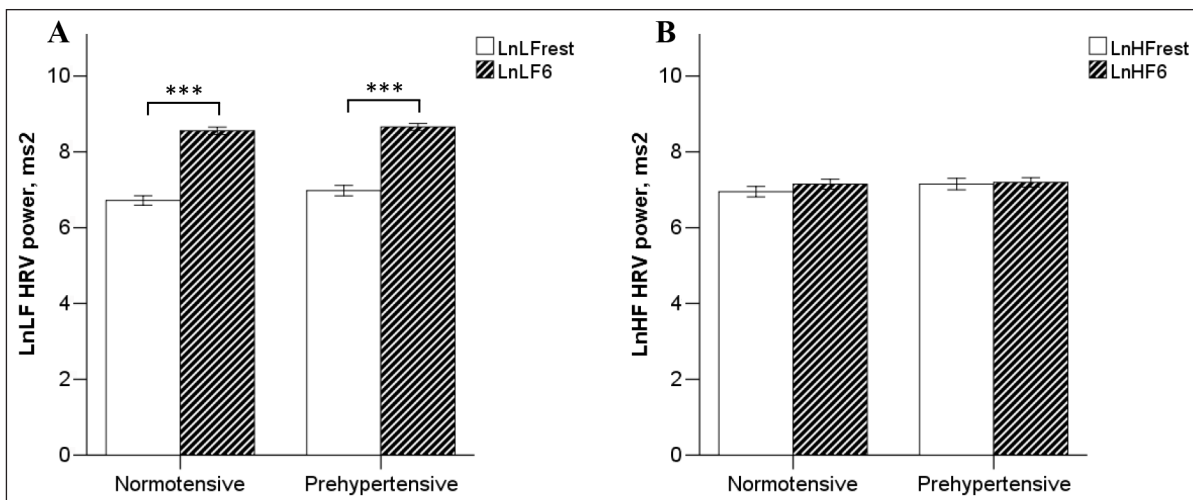 A
LnLFrest
LnLF6
LnLF HRV power, ms2
10
8
6
4
2
0
***
***
Normotensive
Prehypertensive
B
LnHFrest
LnHF6
LnHF HRV power, ms2
10
8
6
4
2
0
Normotensive
Prehypertensive